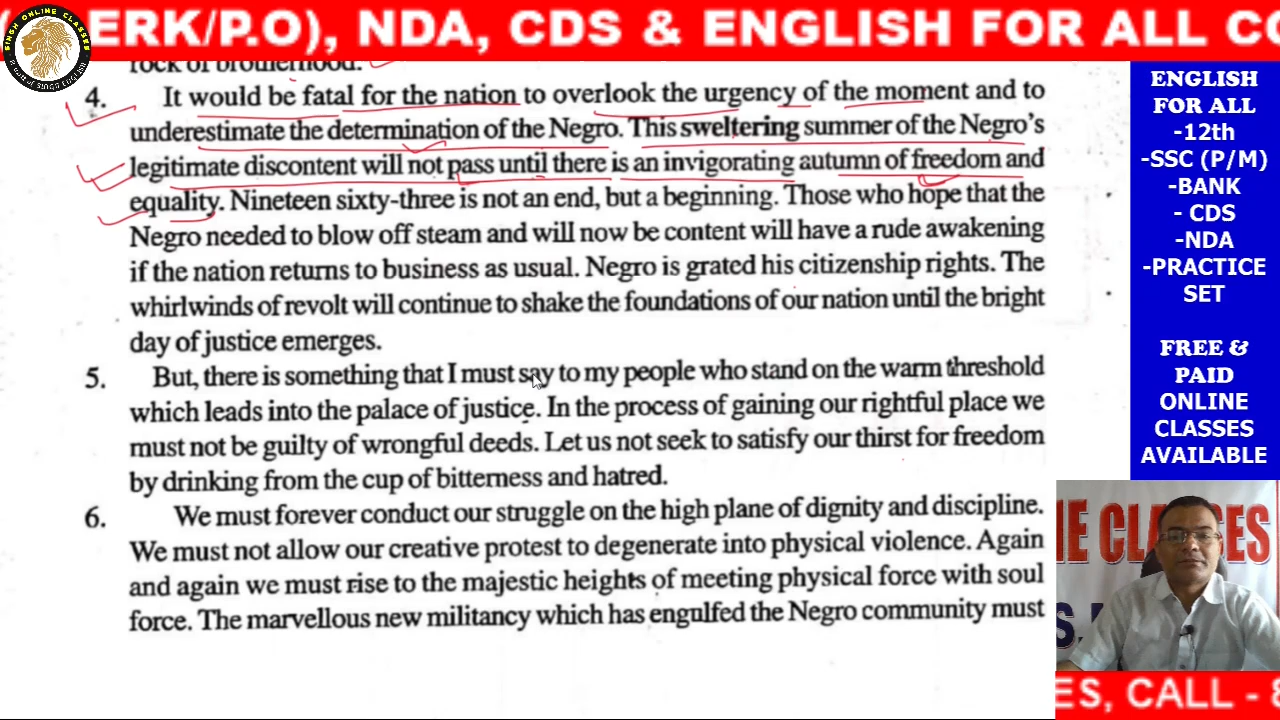 ERK/P.O), NDA, CDS & ENGLISH FOR ALL CO
SINGH ONLINE CLASSES
rock of brotherhood.
4. It would be fatal for the nation to overlook the urgency of the moment and to
underestimate the determination of the Negro. This sweltering summer of the Negro's
legitimate discontent will not pass until there is an invigorating autumn of freedom and
equality. Nineteen sixty-three is not an end, but a beginning. Those who hope that the
Negro needed to blow off steam and will now be content will have a rude awakening
if the nation returns to business as usual. Negro is grated his citizenship rights. The
whirlwinds of revolt will continue to shake the foundations of our nation until the bright
day of justice emerges.
5. But, there is something that I must say to my people who stand on the warm threshold
which leads into the palace of justice. In the process of gaining our rightful place we
must not be guilty of wrongful deeds. Let us not seek to satisfy our thirst for freedom
by drinking from the cup of bitterness and hatred.
6. We must forever conduct our struggle on the high plane of dignity and discipline.
We must not allow our creative protest to degenerate into physical violence. Again
and again we must rise to the majestic heights of meeting physical force with soul
force. The marvellous new militancy which has engulfed the Negro community must
ENGLISH
FOR ALL
-12th
-SSC (P/M)
-BANK
- CDS
-NDA
-PRACTICE
SET
FREE &
PAID
ONLINE
CLASSES
AVAILABLE
NE CLASSES
ES, CALL - 8